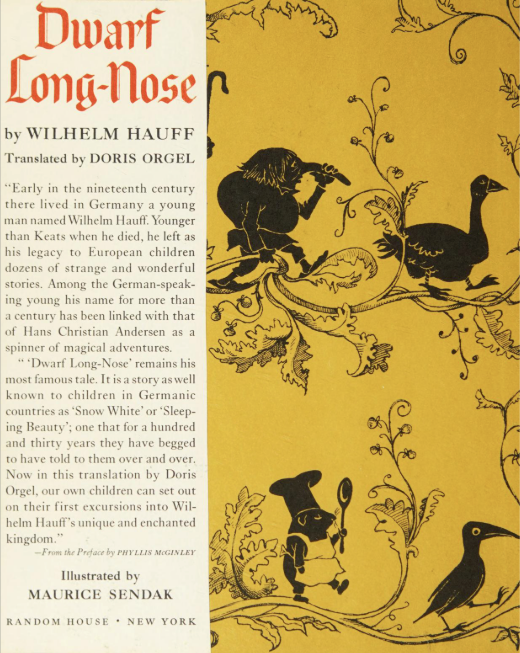 Dwarf
Long-Nose
by WILHELM HAUFF
Translated by DORIS ORGEL
“Early in the nineteenth century
there lived in Germany a young
man named Wilhelm Hauff. Younger
than Keats when he died, he left as
his legacy to European children
dozens of strange and wonderful
stories. Among the German-speak-
ing young his name for more than
a century has been linked with that
of Hans Christian Andersen as a
spinner of magical adventures.
“ ‘Dwarf Long-Nose’ remains his
most famous tale. It is a story as well
known to children in Germanic
countries as ‘Snow White’ or ‘Sleep-
ing Beauty’; one that for a hundred
and thirty years they have begged
to have told to them over and over.
Now in this translation by Doris
Orgel, our own children can set out
on their first excursions into Wil-
helm Hauff’s unique and enchanted
kingdom.”
—From the Preface by PHYLLIS McGINLEY
Illustrated by
MAURICE SENDAK
RANDOM HOUSE • NEW YORK